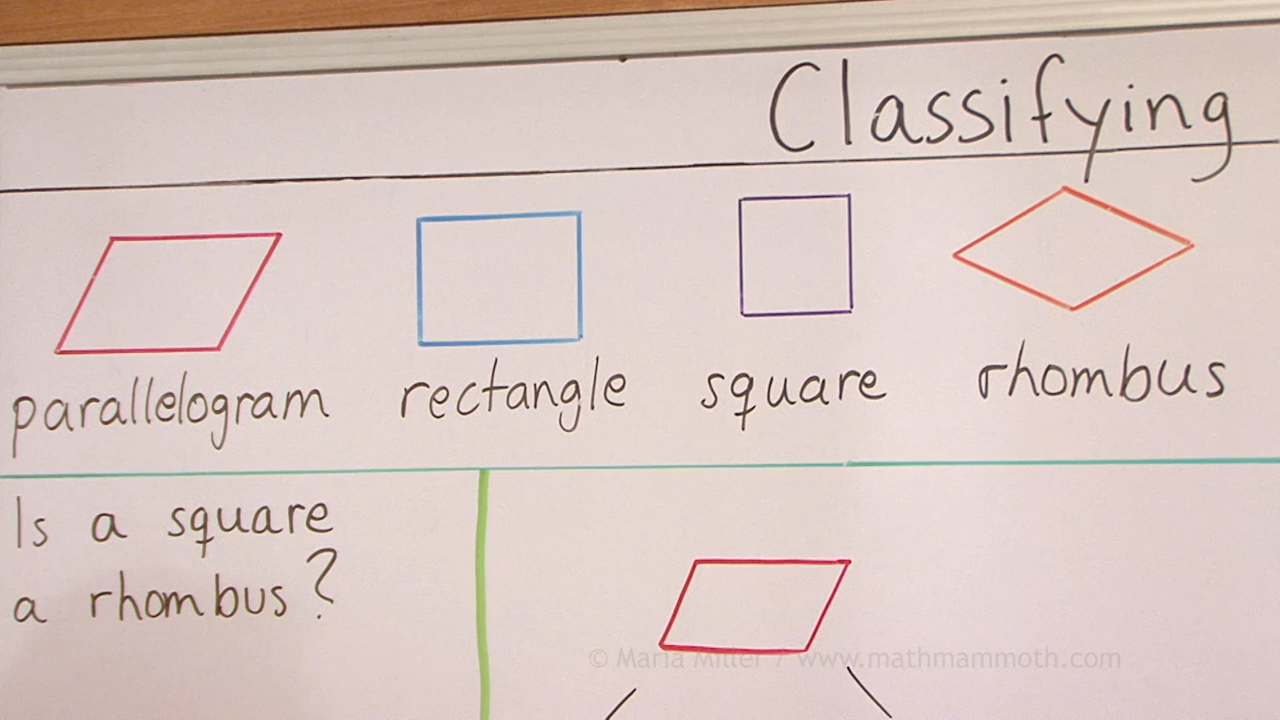 Classifying
parallelogram rectangle square rhombus
Is a square
a rhombus?
© Maria Miller / www.mathmammoth.com